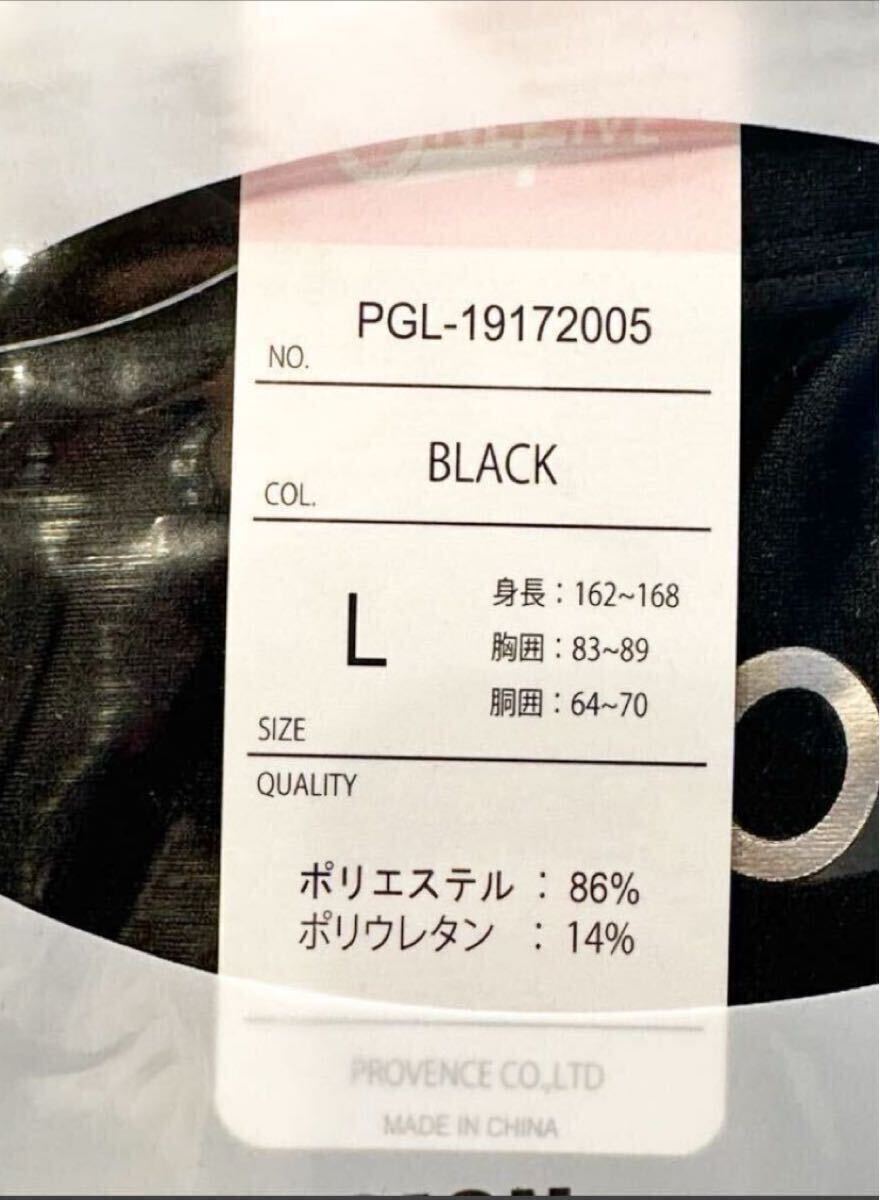 PGL-19172005
NO.
BLACK
COL.
身長：162~168
L
胸囲：83~89
胴囲：64~70
SIZE
QUALITY
ポリエステル ： 86%
ポリウレタン ： 14%
PROVENCE CO.,LTD
MADE IN CHINA